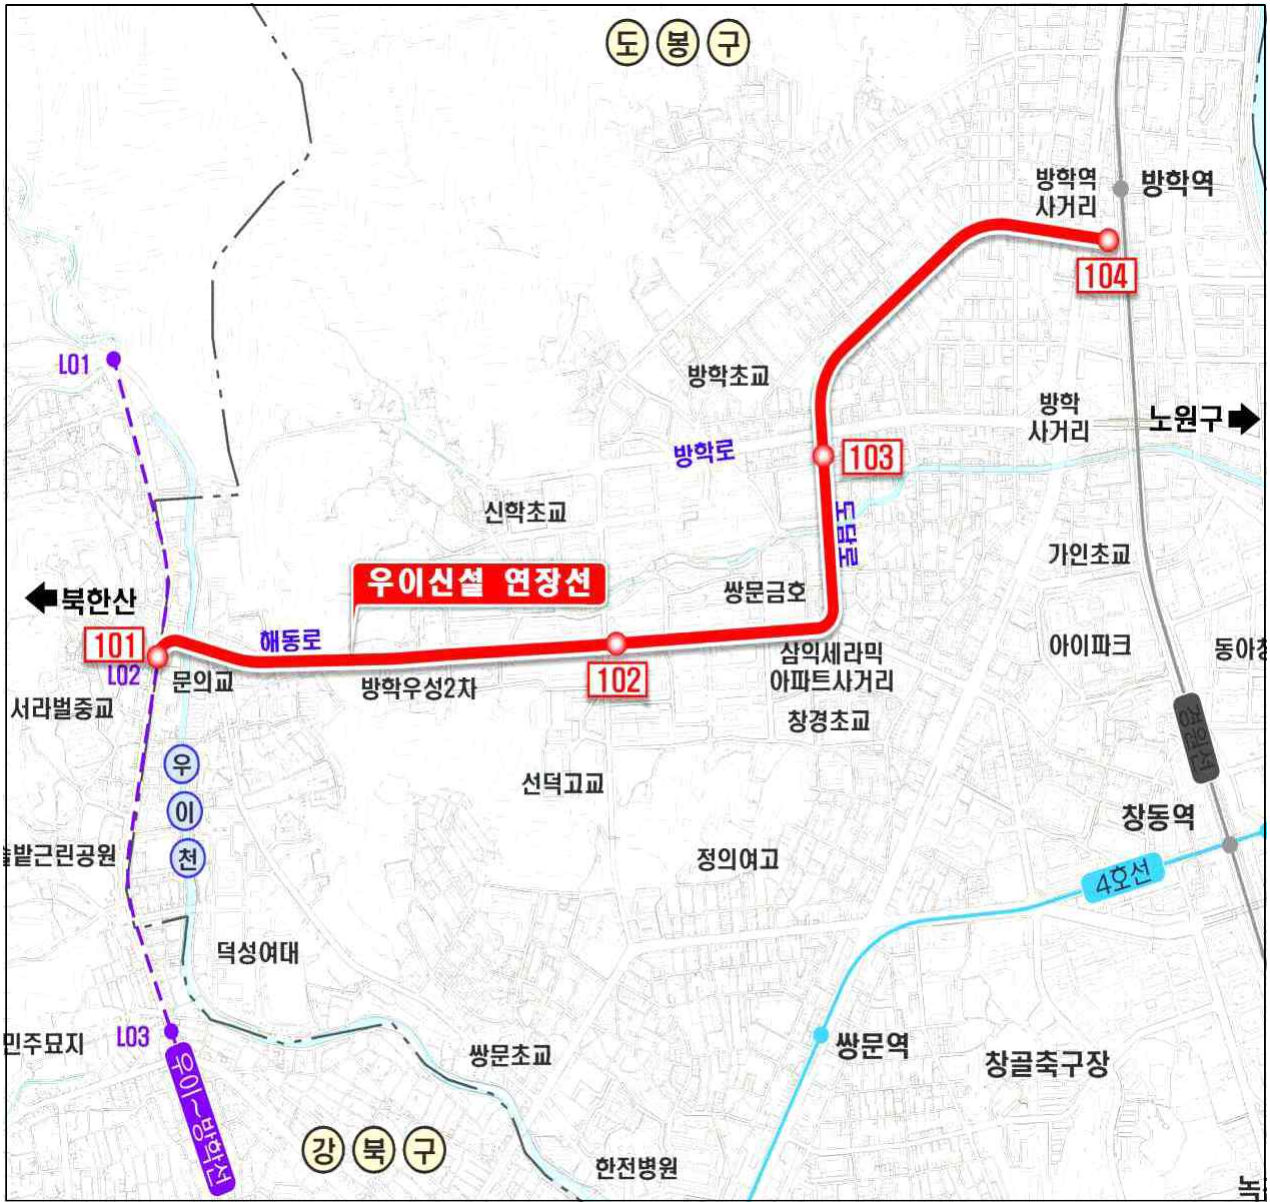 도봉구
방학역
사거리
방학역
104
L01
방학초교
방학
사거리
노원구
방학로
103
신학초교
도당로
가인초교
우이신설 연장선
쌍문금호
북한산
101
해동로
L02
문의교
방학우성2차
102
삼익세라믹
아파트사거리
아이파크
서라벌중교
창경초교
경원선
우이천
선덕고교
창동역
밭근린공원
정의여고
4호선
덕성여대
L03
민주묘지
쌍문초교
쌍문역
창골축구장
우이~방학선
강북구
한전병원